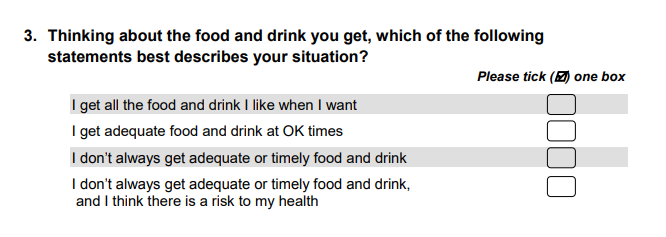 3. Thinking about the food and drink you get, which of the following
statements best describes your situation?
Please tick (☑) one box
I get all the food and drink I like when I want
I get adequate food and drink at OK times
I don't always get adequate or timely food and drink
I don't always get adequate or timely food and drink,
and I think there is a risk to my health